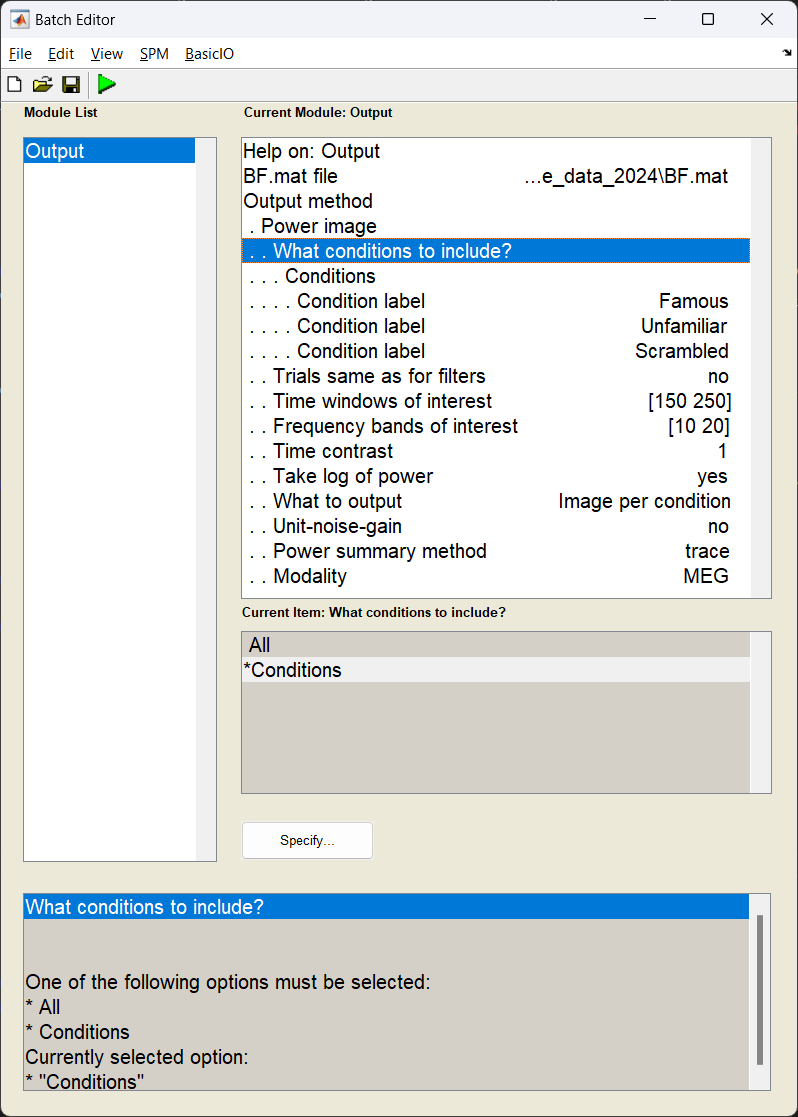 Batch Editor
File Edit View SPM BasicIO
Module List
Output
Current Module: Output
Help on: Output
BF.mat file ...e_data_2024\BF.mat
Output method
. Power image
. . What conditions to include?
. . . Conditions
. . . . Condition label Famous
. . . . Condition label Unfamiliar
. . . . Condition label Scrambled
. . Trials same as for filters no
. . Time windows of interest [150 250]
. . Frequency bands of interest [10 20]
. . Time contrast 1
. . Take log of power yes
. . What to output Image per condition
. . Unit-noise-gain no
. . Power summary method trace
. . Modality MEG
Current Item: What conditions to include?
All
*Conditions
Specify...
What conditions to include?
One of the following options must be selected:
* All
* Conditions
Currently selected option:
* "Conditions"